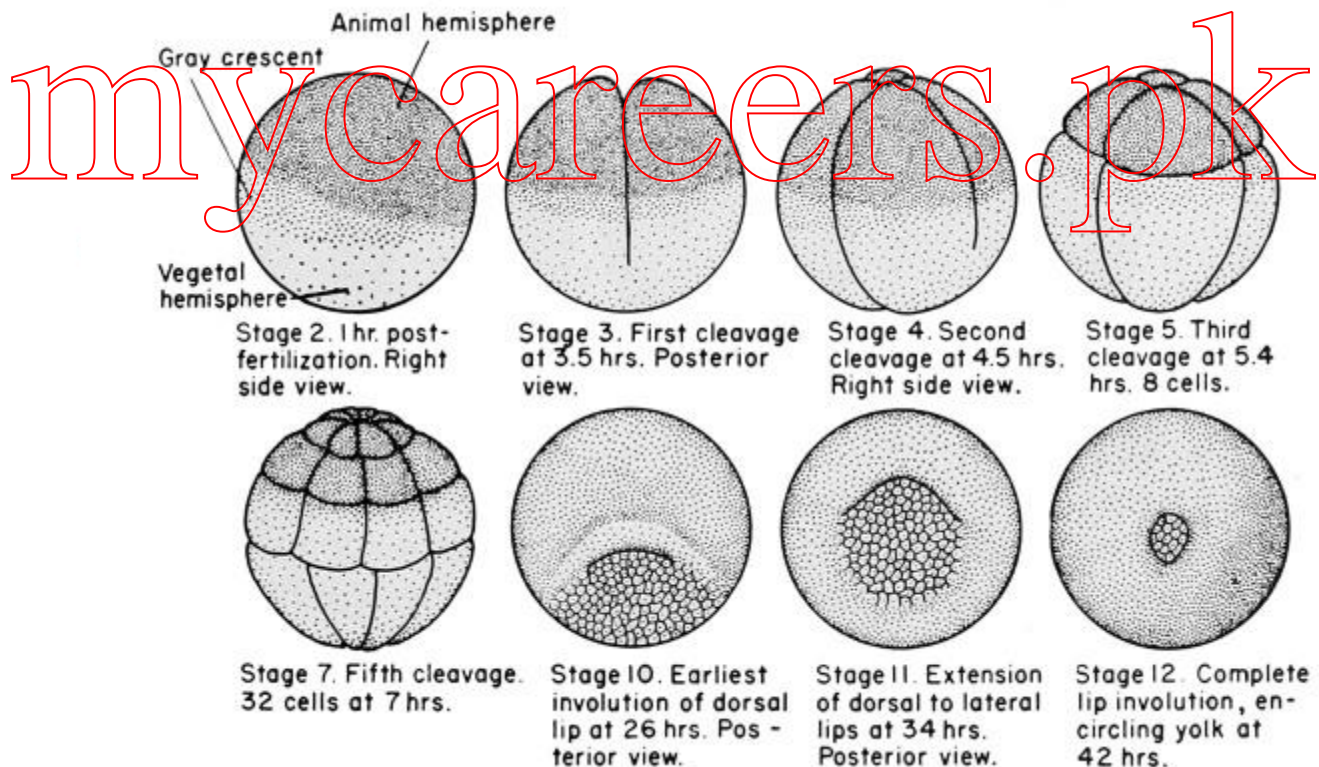 Animal hemisphere
Gray crescent
mycareers.pk
Vegetal
hemisphere
Stage 2. 1 hr. post-
fertilization. Right
side view.
Stage 3. First cleavage
at 3.5 hrs. Posterior
view.
Stage 4. Second
cleavage at 4.5 hrs.
Right side view.
Stage 5. Third
cleavage at 5.4
hrs. 8 cells.
Stage 7. Fifth cleavage.
32 cells at 7 hrs.
Stage 10. Earliest
involution of dorsal
lip at 26 hrs. Pos -
terior view.
Stage 11. Extension
of dorsal to lateral
lips at 34 hrs.
Posterior view.
Stage 12. Complete
lip involution, en-
circling yolk at
42 hrs.